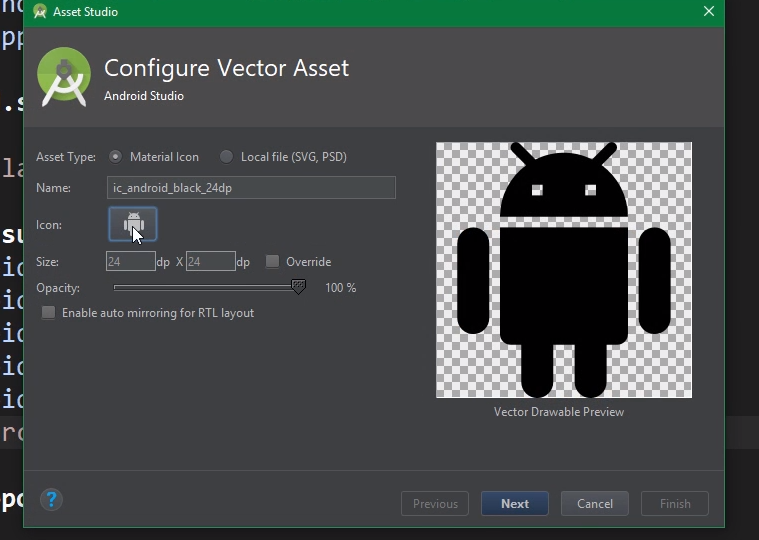 Asset Studio
Configure Vector Asset
Android Studio
Asset Type: Material Icon Local file (SVG, PSD)
Name: ic_android_black_24dp
Icon:
Size: 24 dp X 24 dp Override
Opacity: 100 %
Enable auto mirroring for RTL layout
Vector Drawable Preview
? Previous Next Cancel Finish